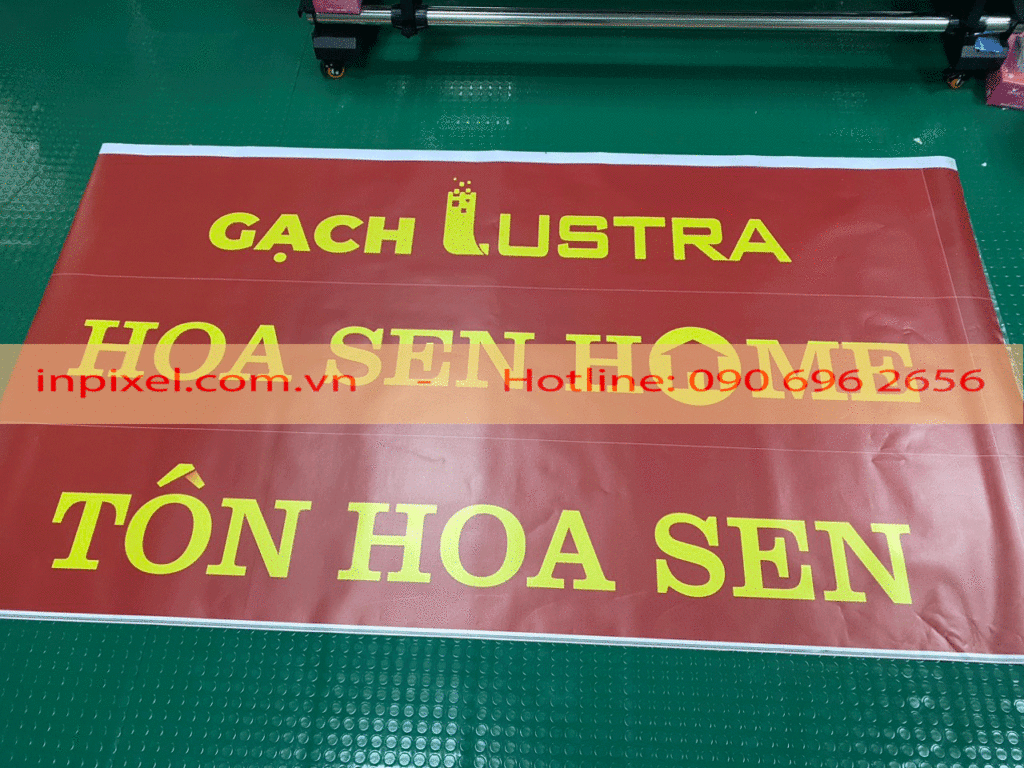 GẠCH LUSTRA
HOA SEN HOME
inpixel.com.vn - Hotline: 090 696 2656
TÔN HOA SEN